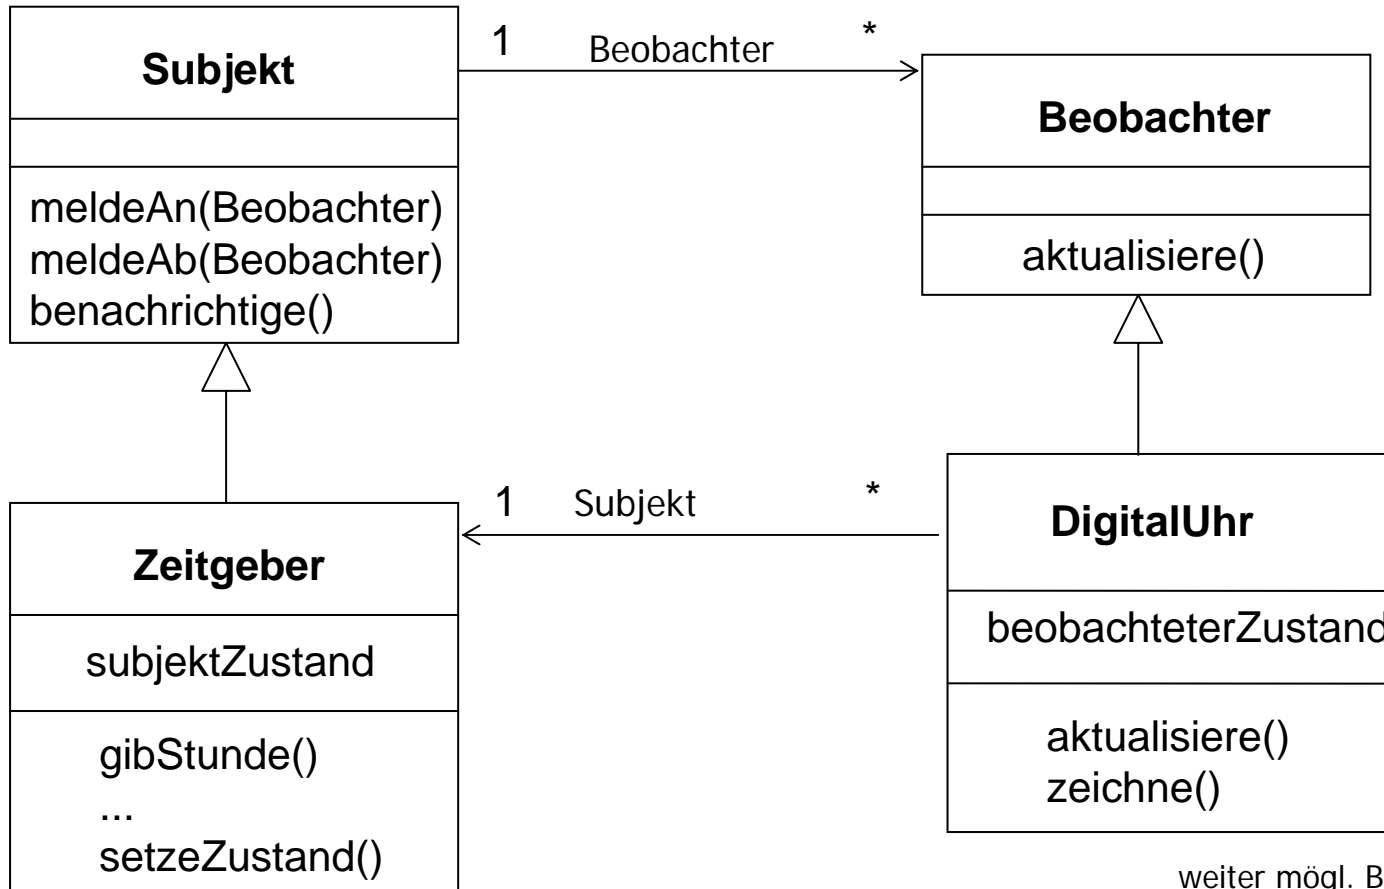 Subjekt
meldeAn(Beobachter)
meldeAb(Beobachter)
benachrichtige()
1 Beobachter *
Beobachter
aktualisiere()
1 Subjekt *
Zeitgeber
subjektZustand
gibStunde()
...
setzeZustand()
DigitalUhr
beobachteterZustand
aktualisiere()
zeichne()
weiter mögl. B